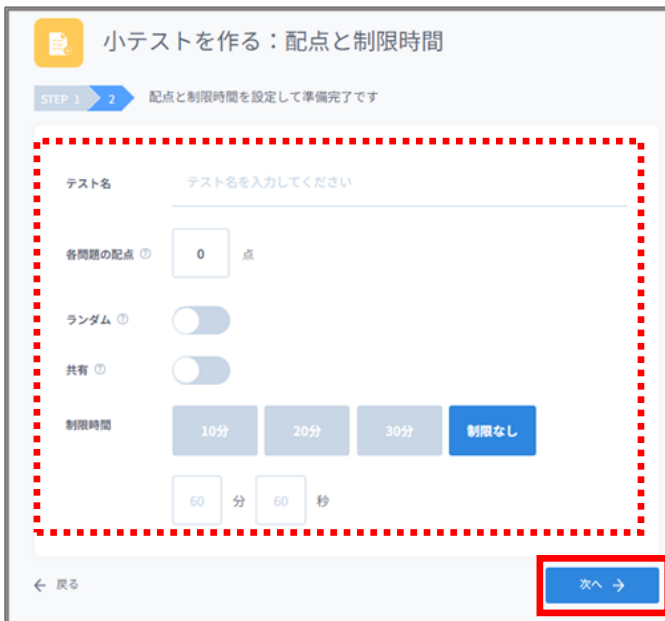 小テストを作る：配点と制限時間
STEP 1 2 配点と制限時間を設定して準備完了です
テスト名 テスト名を入力してください
各問題の配点 ? 0 点
ランダム ?
共有 ?
制限時間 10分 20分 30分 制限なし
60 分 60 秒
← 戻る 次へ →